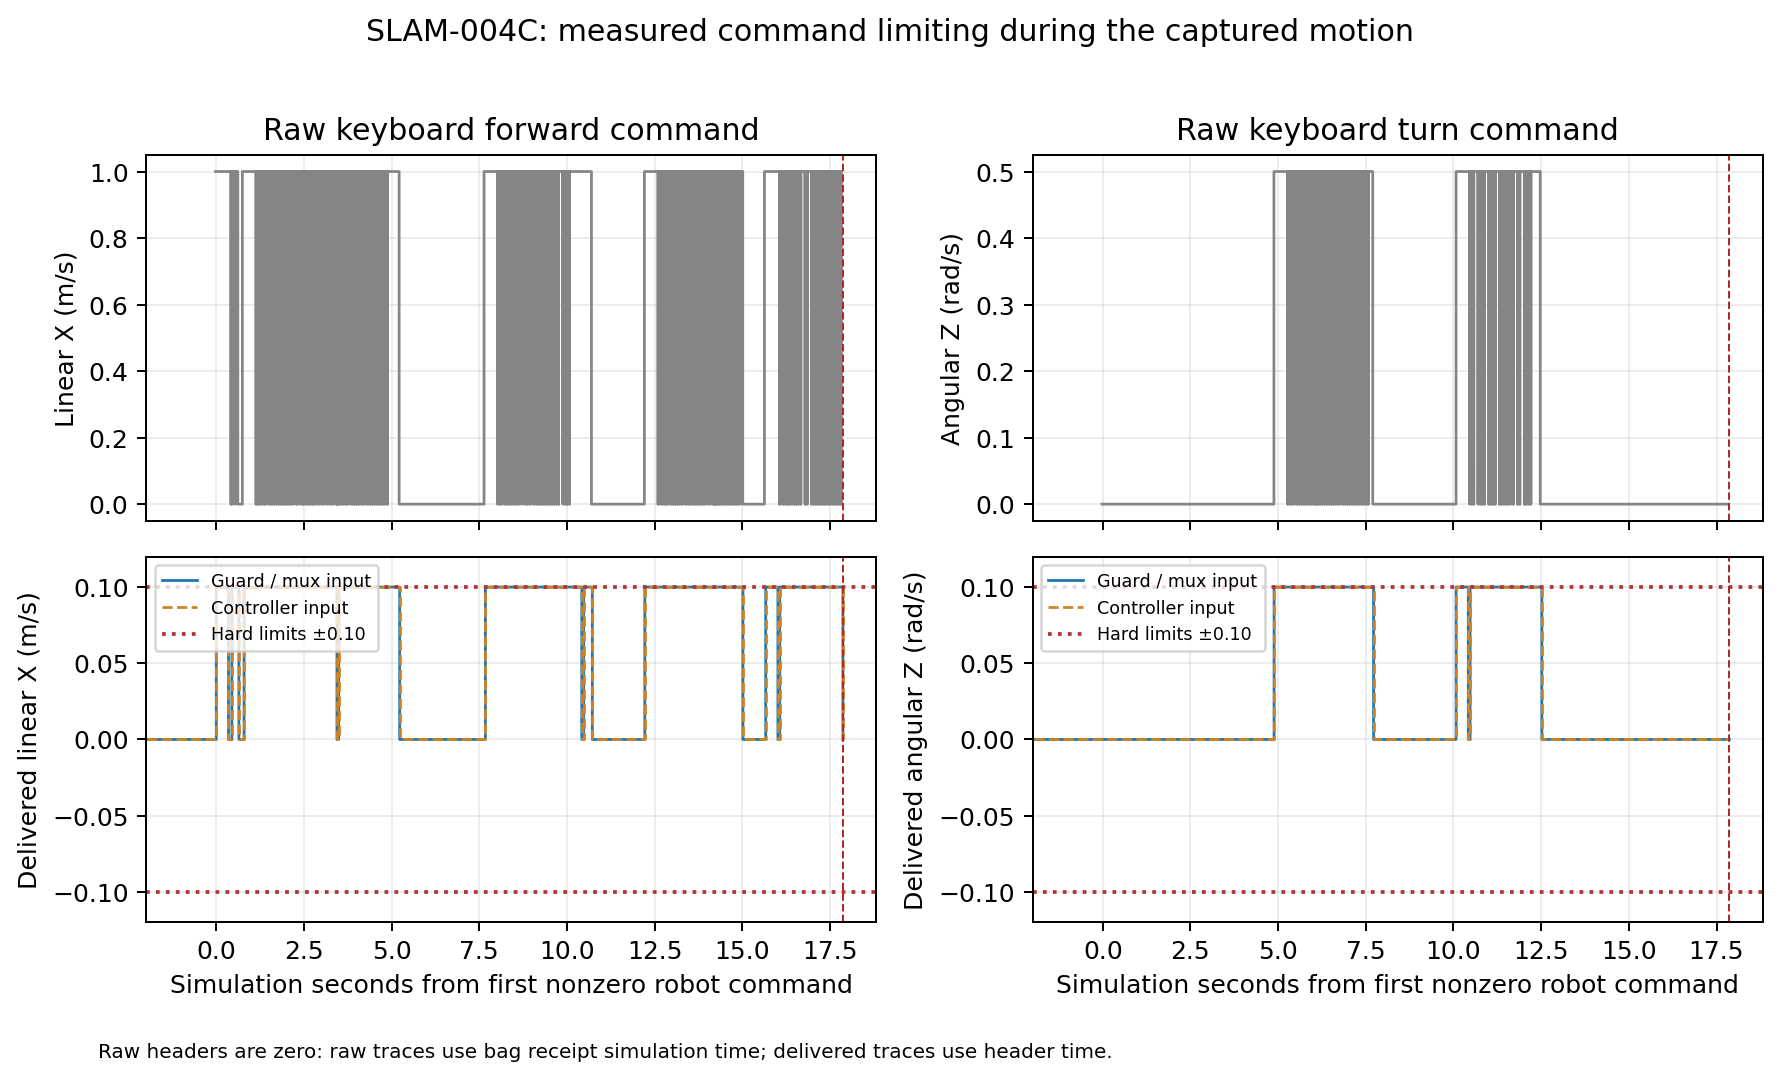 SLAM-004C: measured command limiting during the captured motion
Raw keyboard forward command
Linear X (m/s)
1.0
0.8
0.6
0.4
0.2
0.0
Raw keyboard turn command
Angular Z (rad/s)
0.5
0.4
0.3
0.2
0.1
0.0
Delivered linear X (m/s)
0.10
0.05
0.00
−0.05
−0.10
Guard / mux input
Controller input
Hard limits ±0.10
0.0 2.5 5.0 7.5 10.0 12.5 15.0 17.5
Simulation seconds from first nonzero robot command
Delivered angular Z (rad/s)
0.10
0.05
0.00
−0.05
−0.10
Guard / mux input
Controller input
Hard limits ±0.10
0.0 2.5 5.0 7.5 10.0 12.5 15.0 17.5
Simulation seconds from first nonzero robot command
Raw headers are zero: raw traces use bag receipt simulation time; delivered traces use header time.